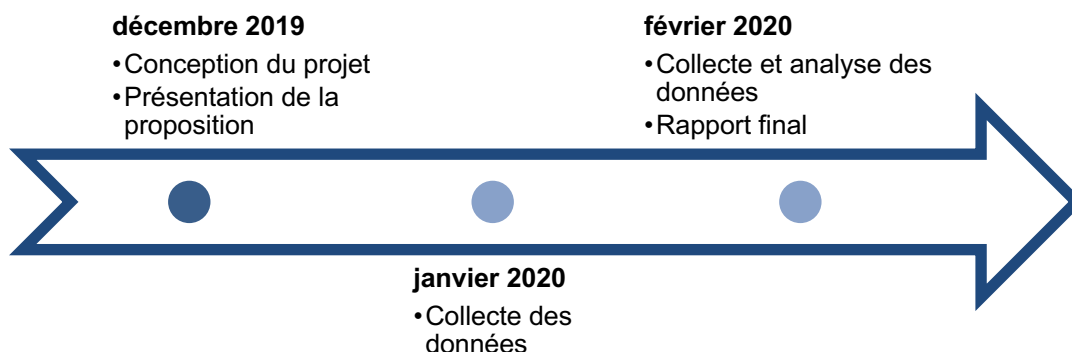 décembre 2019
•Conception du projet
•Présentation de la
proposition
janvier 2020
•Collecte des
données
février 2020
•Collecte et analyse des
données
•Rapport final